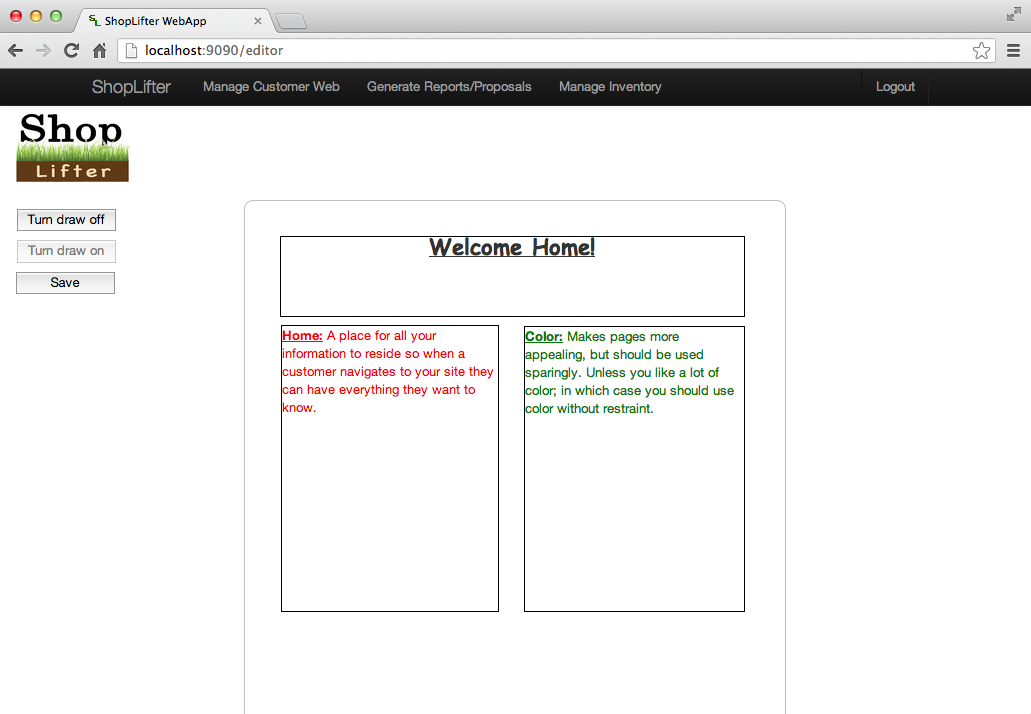 ShopLifter WebApp
localhost:9090/editor
ShopLifter Manage Customer Web Generate Reports/Proposals Manage Inventory Logout
Shop
Lifter
Turn draw off
Turn draw on
Save
Welcome Home!
Home: A place for all your
information to reside so when a
customer navigates to your site they
can have everything they want to
know.
Color: Makes pages more
appealing, but should be used
sparingly. Unless you like a lot of
color; in which case you should use
color without restraint.